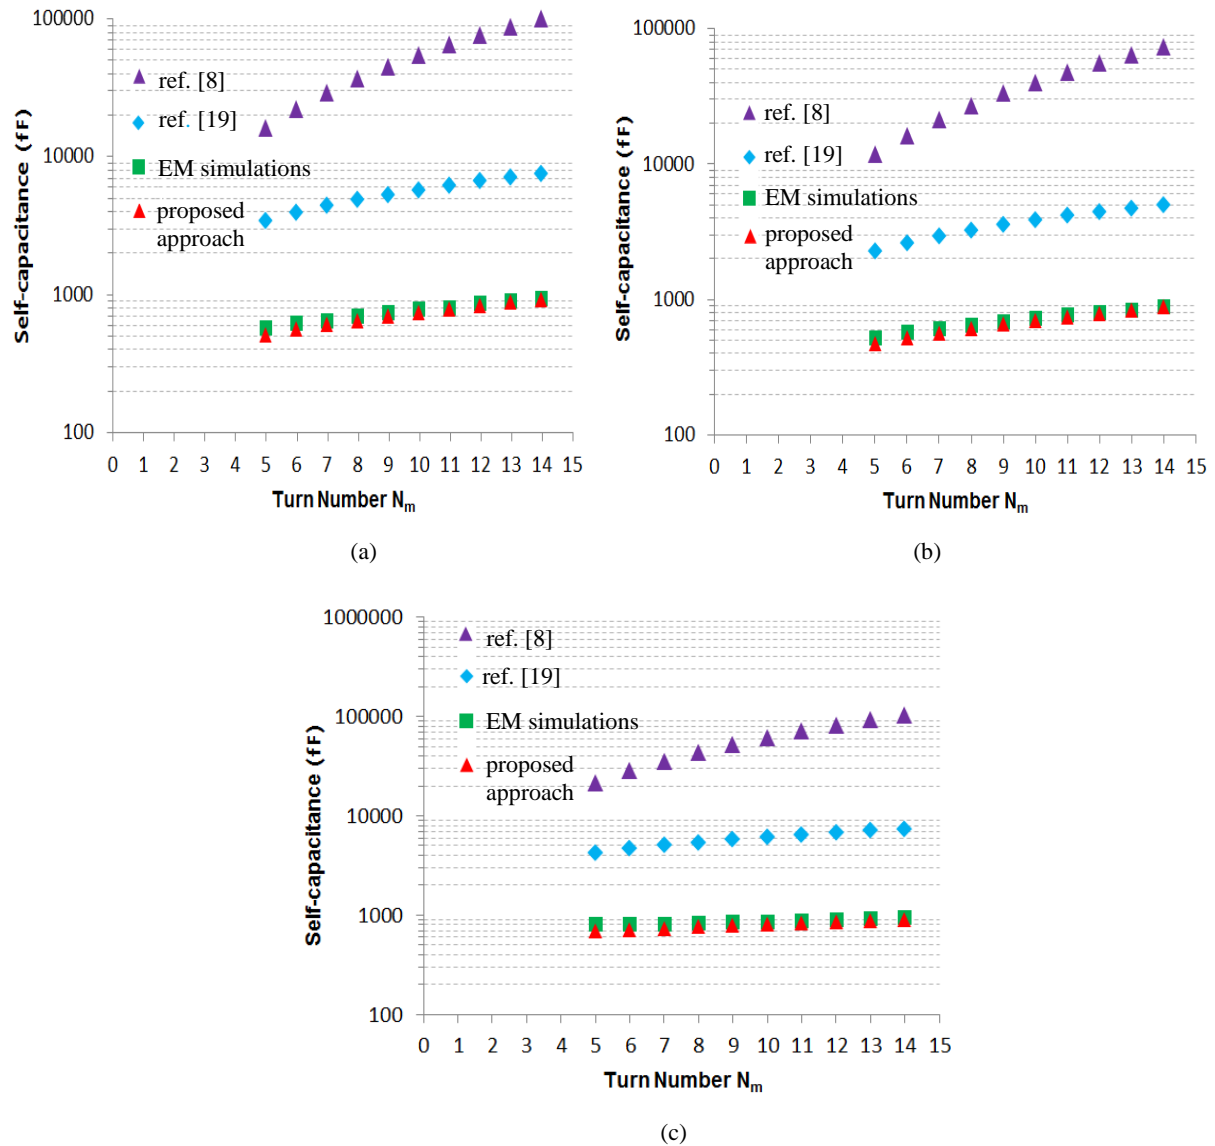 100000
10000
1000
100
Self-capacitance (fF)
ref. [8]
ref. [19]
EM simulations
proposed
approach
0 1 2 3 4 5 6 7 8 9 10 11 12 13 14 15
Turn Number Nm
(a)
100000
10000
1000
100
Self-capacitance (fF)
ref. [8]
ref. [19]
EM simulations
proposed
approach
0 1 2 3 4 5 6 7 8 9 10 11 12 13 14 15
Turn Number Nm
(b)
1000000
100000
10000
1000
100
Self-capacitance (fF)
ref. [8]
ref. [19]
EM simulations
proposed
approach
0 1 2 3 4 5 6 7 8 9 10 11 12 13 14 15
Turn Number Nm
(c)